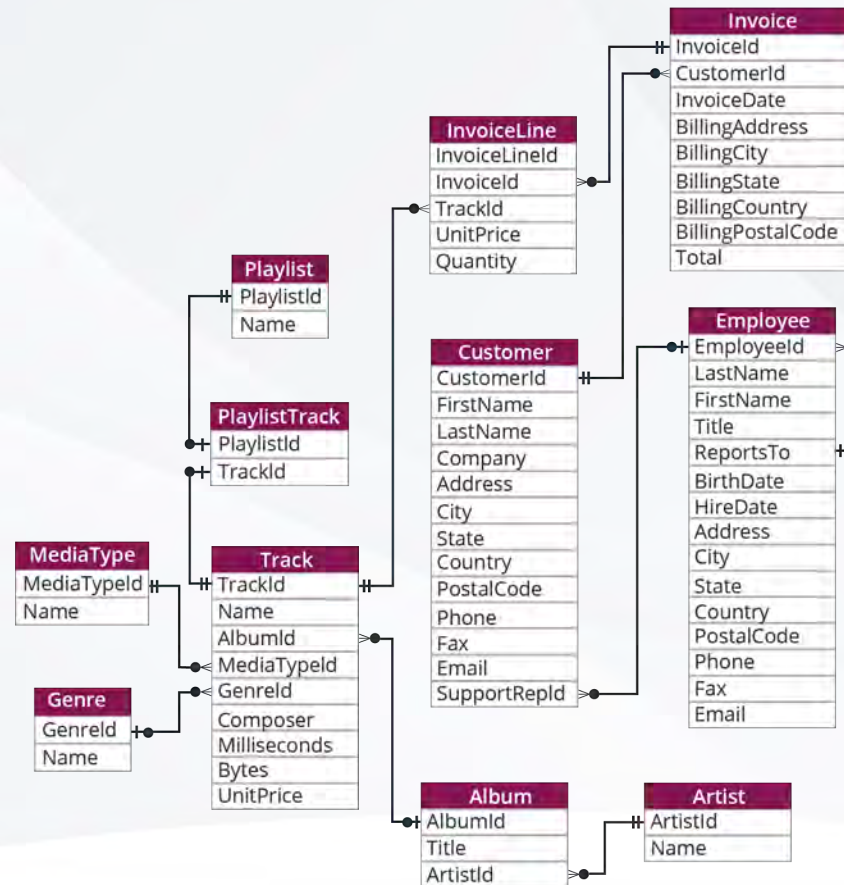 Invoice
InvoiceId
CustomerId
InvoiceDate
BillingAddress
BillingCity
BillingState
BillingCountry
BillingPostalCode
Total
InvoiceLine
InvoiceLineId
InvoiceId
TrackId
UnitPrice
Quantity
Playlist
PlaylistId
Name
Employee
EmployeeId
LastName
FirstName
Title
ReportsTo
BirthDate
HireDate
Address
City
State
Country
PostalCode
Phone
Fax
Email
Customer
CustomerId
FirstName
LastName
Company
Address
City
State
Country
PostalCode
Phone
Fax
Email
SupportRepId
PlaylistTrack
PlaylistId
TrackId
MediaType
MediaTypeId
Name
Track
TrackId
Name
AlbumId
MediaTypeId
GenreId
Composer
Milliseconds
Bytes
UnitPrice
Genre
GenreId
Name
Album
AlbumId
Title
ArtistId
Artist
ArtistId
Name